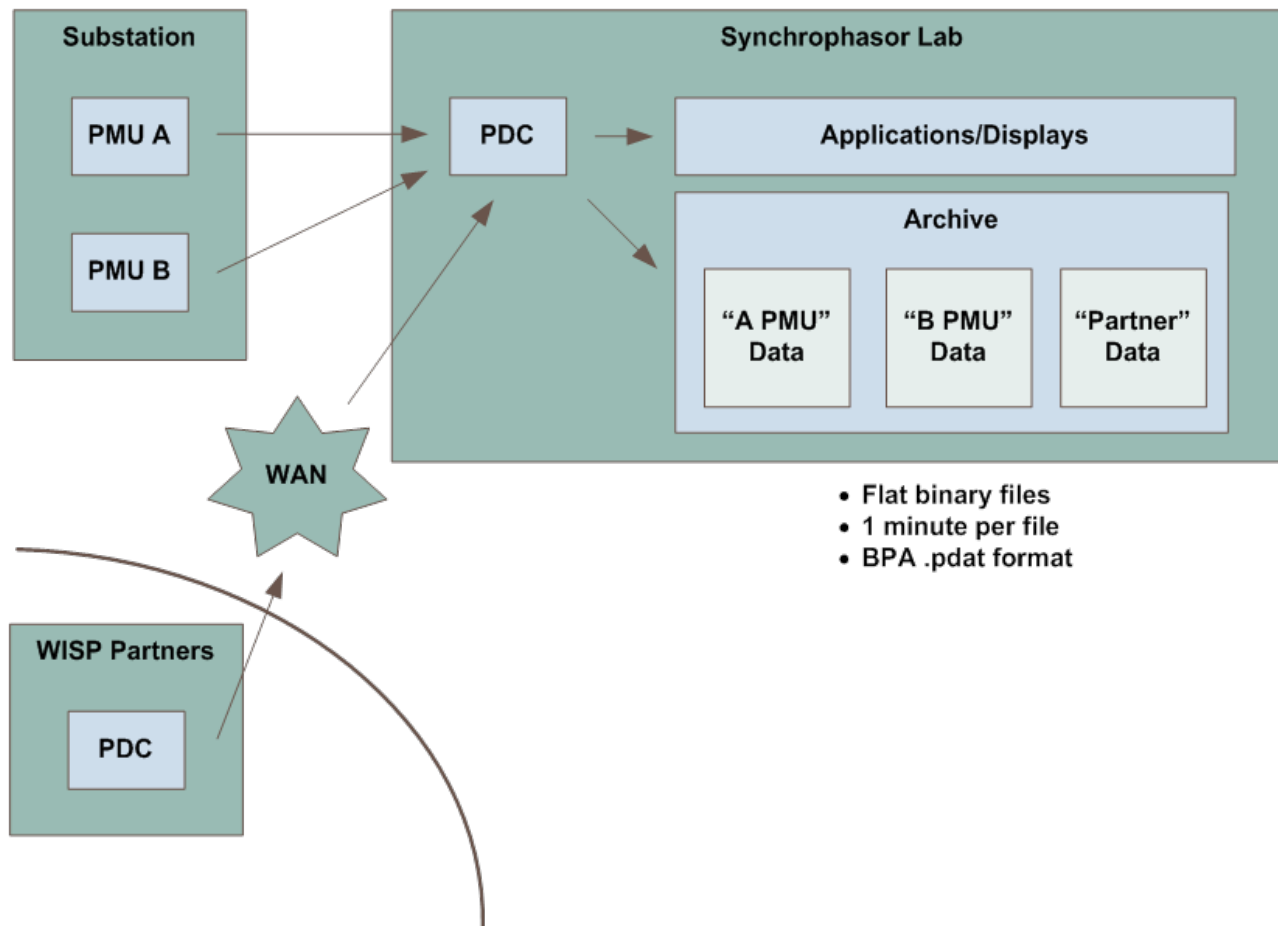 Substation
PMU A
PMU B
Synchrophasor Lab
PDC
Applications/Displays
Archive
“A PMU”
Data
“B PMU”
Data
“Partner”
Data
WAN
• Flat binary files
• 1 minute per file
• BPA .pdat format
WISP Partners
PDC